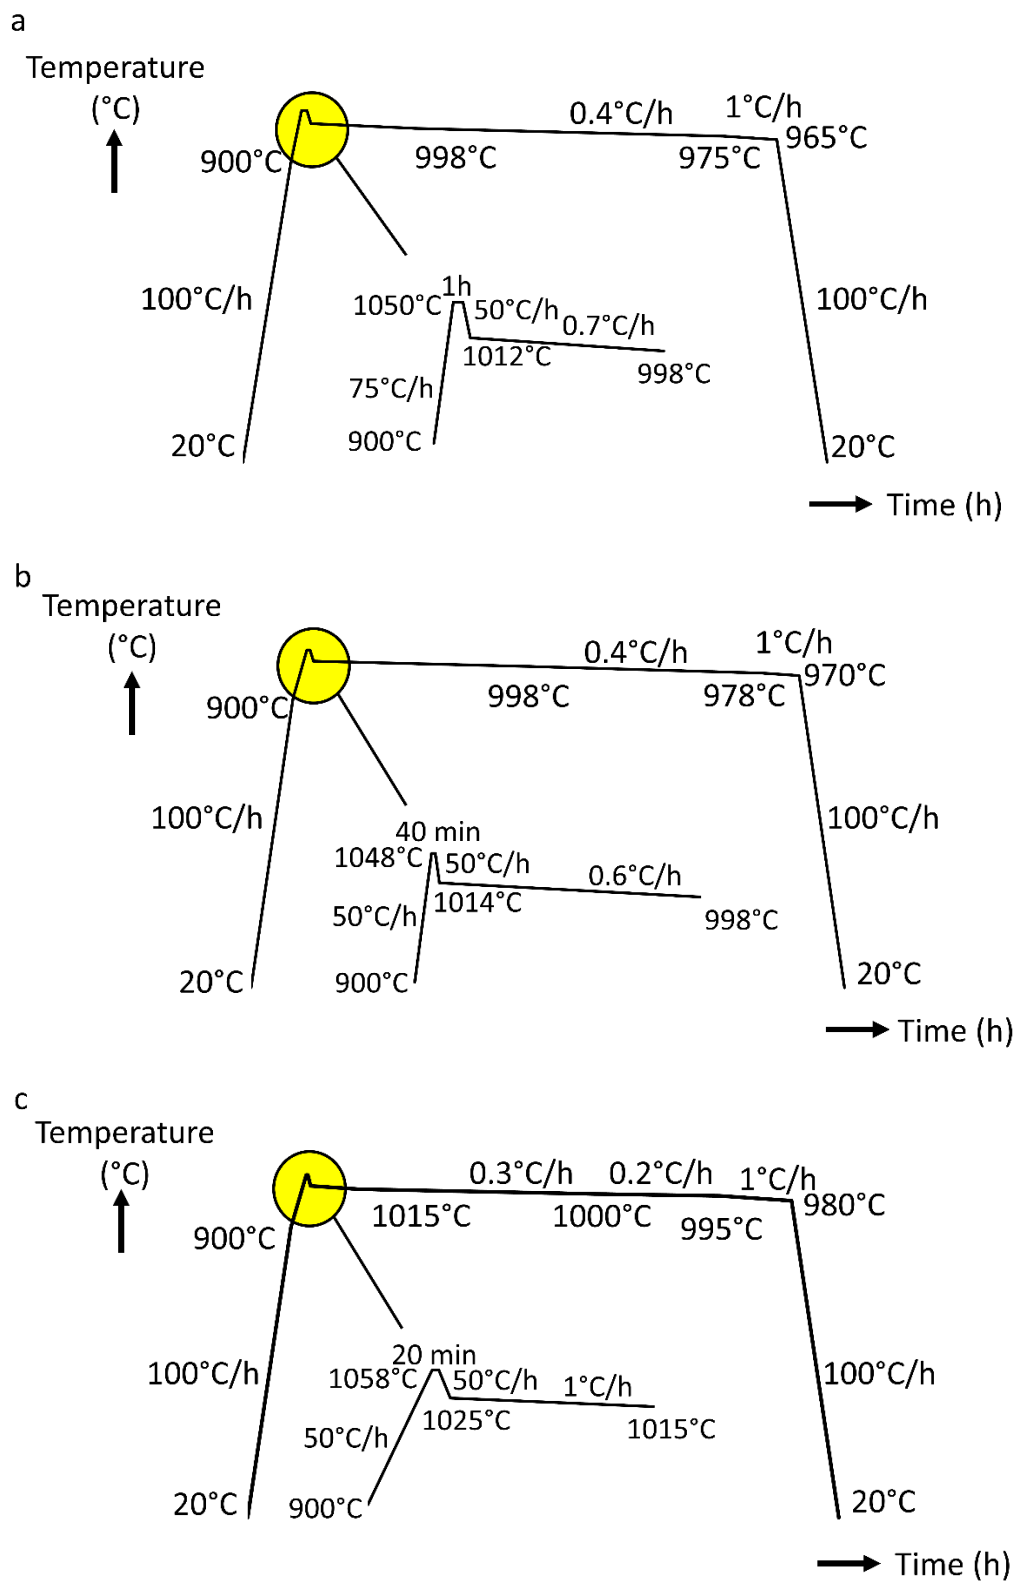 a
Temperature
(°C)
0.4°C/h
1°C/h
900°C
998°C
975°C
965°C
100°C/h
1h
1050°C
50°C/h
0.7°C/h
1012°C
998°C
75°C/h
900°C
100°C/h
20°C
20°C
Time (h)
b
Temperature
(°C)
0.4°C/h
1°C/h
900°C
998°C
978°C
970°C
100°C/h
40 min
1048°C
50°C/h
0.6°C/h
1014°C
998°C
50°C/h
900°C
100°C/h
20°C
20°C
Time (h)
c
Temperature
(°C)
0.3°C/h
0.2°C/h
1°C/h
900°C
1015°C
1000°C
995°C
980°C
100°C/h
20 min
1058°C
50°C/h
1°C/h
1025°C
1015°C
50°C/h
900°C
100°C/h
20°C
20°C
Time (h)